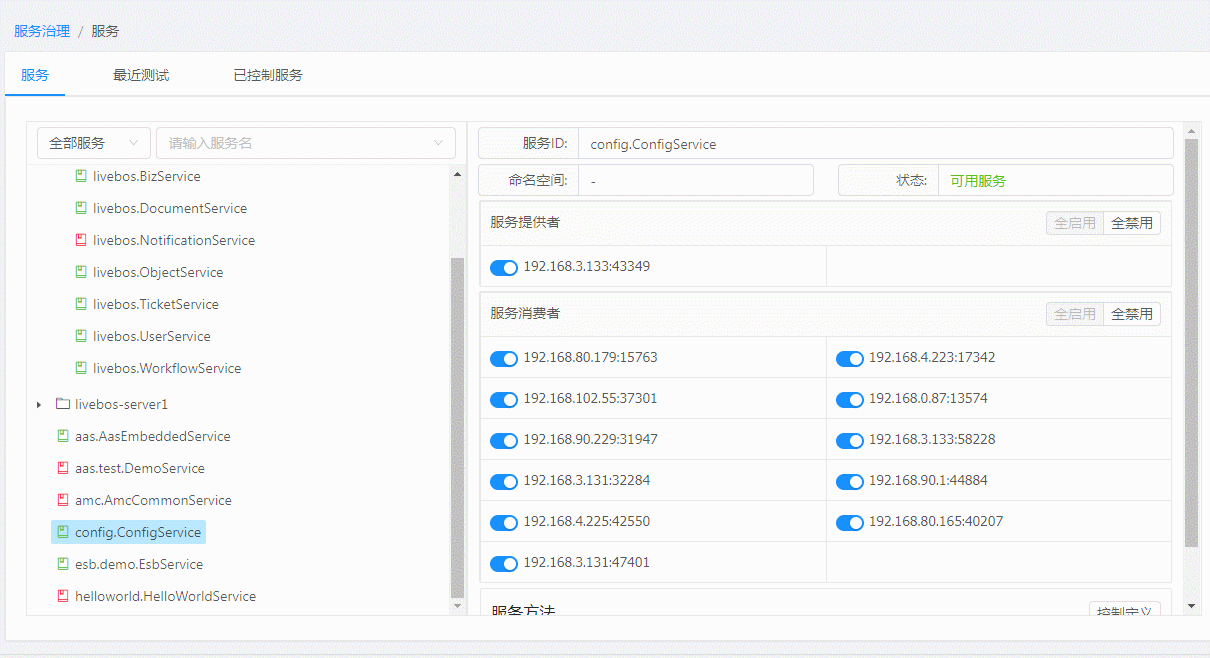 服务治理 / 服务
服务 最近测试 已控制服务
全部服务 请输入服务名
livebos.BizService
livebos.DocumentService
livebos.NotificationService
livebos.ObjectService
livebos.TicketService
livebos.UserService
livebos.WorkflowService
livebos-server1
aas.AasEmbeddedService
aas.test.DemoService
amc.AmcCommonService
config.ConfigService
esb.demo.EsbService
helloworld.HelloWorldService
服务ID: config.ConfigService
命名空间: - 状态: 可用服务
服务提供者 全启用 全禁用
192.168.3.133:43349
服务消费者 全启用 全禁用
192.168.80.179:15763 192.168.4.223:17342
192.168.102.55:37301 192.168.0.87:13574
192.168.90.229:31947 192.168.3.133:58228
192.168.3.131:32284 192.168.90.1:44884
192.168.4.225:42550 192.168.80.165:40207
192.168.3.131:47401
服务方法 控制定义